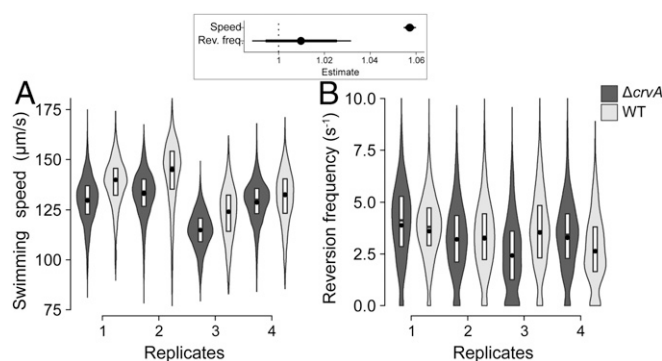 Speed
Rev. freq.
1 1.02 1.04 1.06
Estimate
A
B
ΔcrvA
WT
Swimming speed (μm/s)
175
150
125
100
75
1 2 3 4
Replicates
Reversion frequency (s⁻¹)
10.0
7.5
5.0
2.5
0.0
1 2 3 4
Replicates